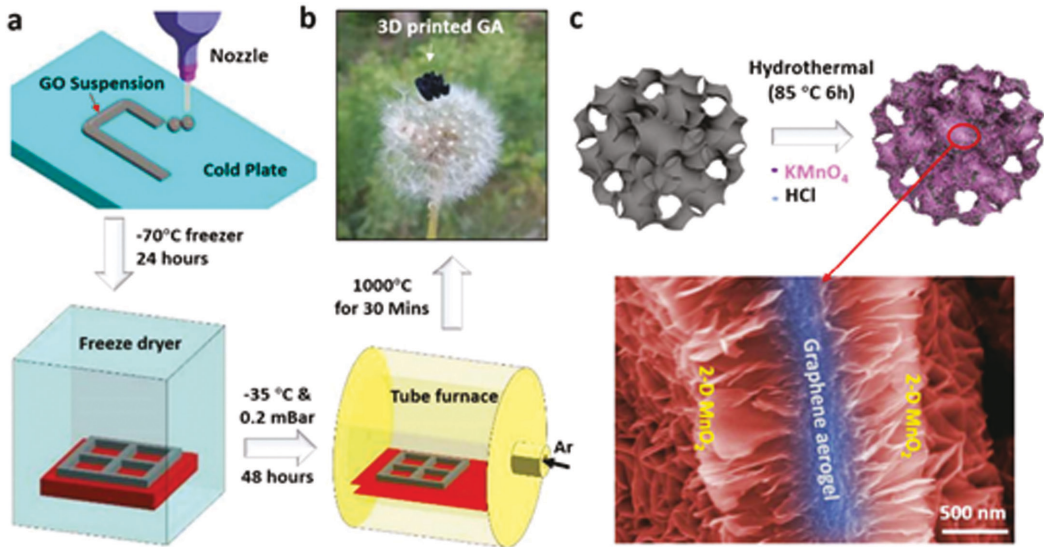 a
Nozzle
GO Suspension
Cold Plate
-70°C freezer
24 hours
Freeze dryer
-35 °C &
0.2 mBar
48 hours
b
3D printed GA
1000°C
for 30 Mins
Tube furnace
Ar
c
Hydrothermal
(85 °C 6h)
KMnO₄
HCl
2-D MnO₂
Graphene aerogel
2-D MnO₂
500 nm